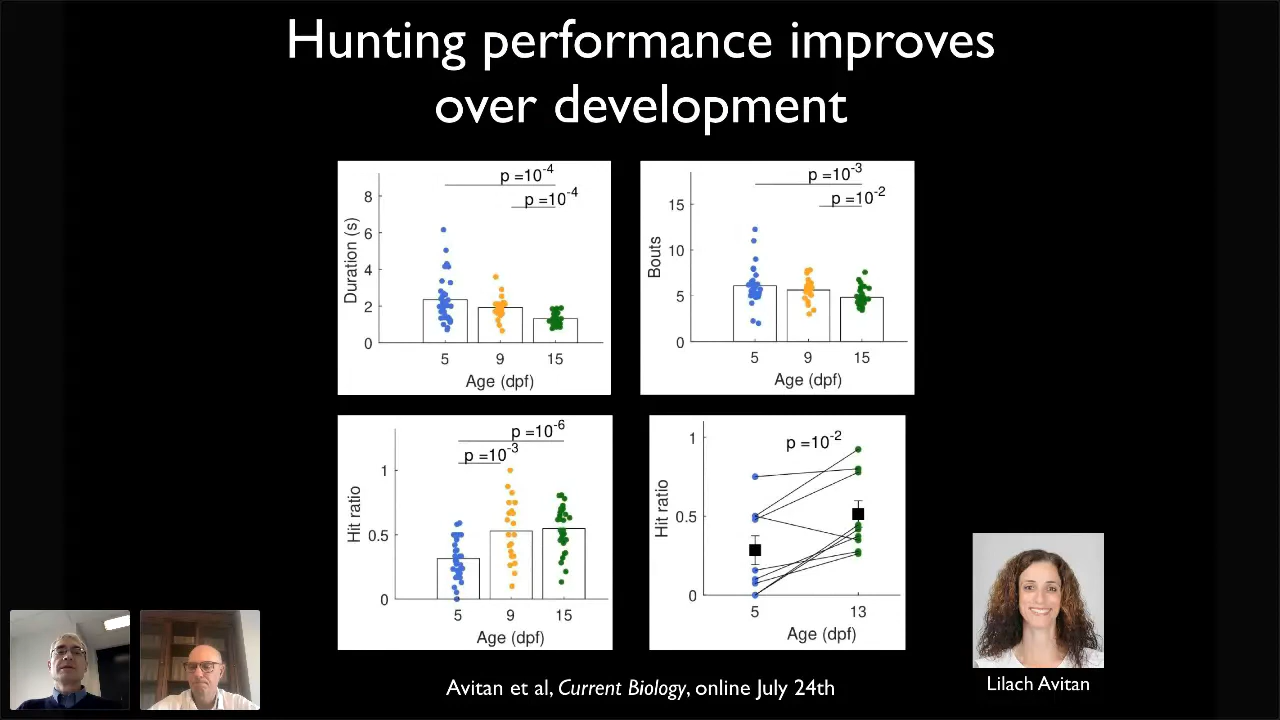 Hunting performance improves
over development
p =10-4
p =10-4
8
6
4
2
0
Duration (s)
5 9 15
Age (dpf)
p =10-3
p =10-2
15
10
5
0
Bouts
5 9 15
Age (dpf)
p =10-6
p =10-3
1
0.5
0
Hit ratio
5 9 15
Age (dpf)
p =10-2
1
0.5
0
Hit ratio
5 13
Age (dpf)
Lilach Avitan
Avitan et al, Current Biology, online July 24th